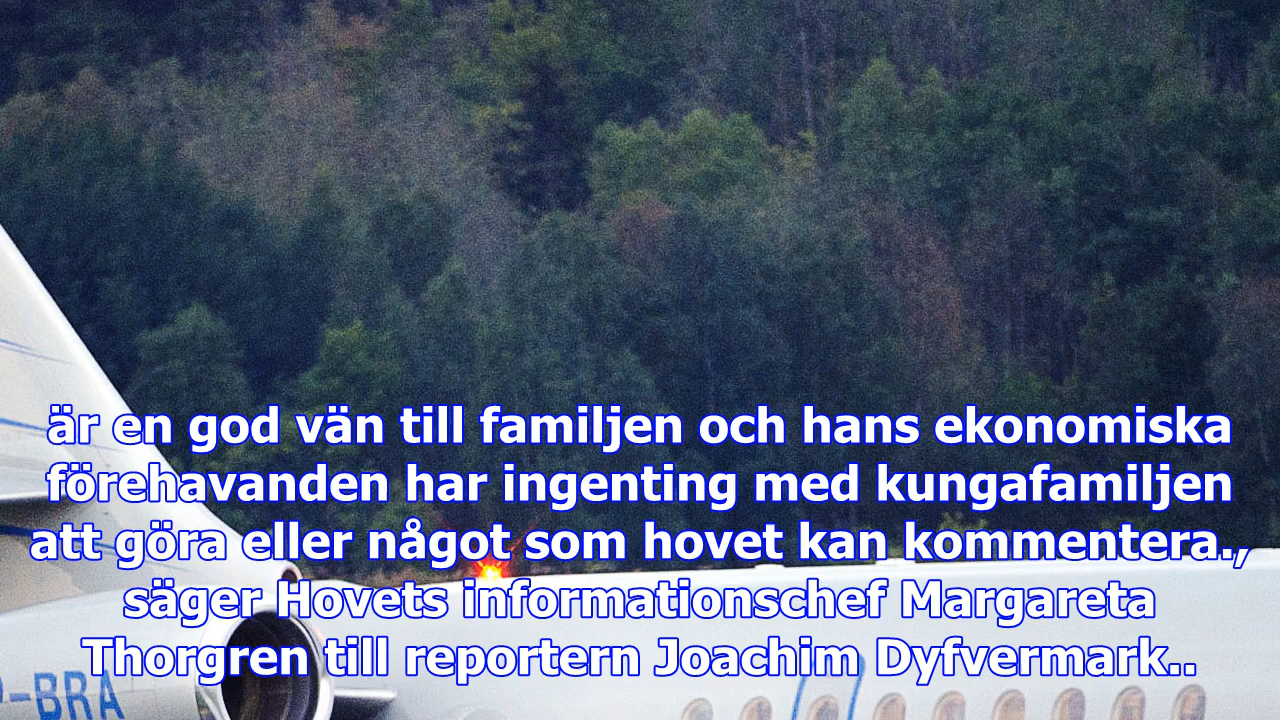 är en god vän till familjen och hans ekonomiska
förehavanden har ingenting med kungafamiljen
att göra eller något som hovet kan kommentera.,
säger Hovets informationschef Margareta
Thorgren till reportern Joachim Dyfvermark..
-BRA